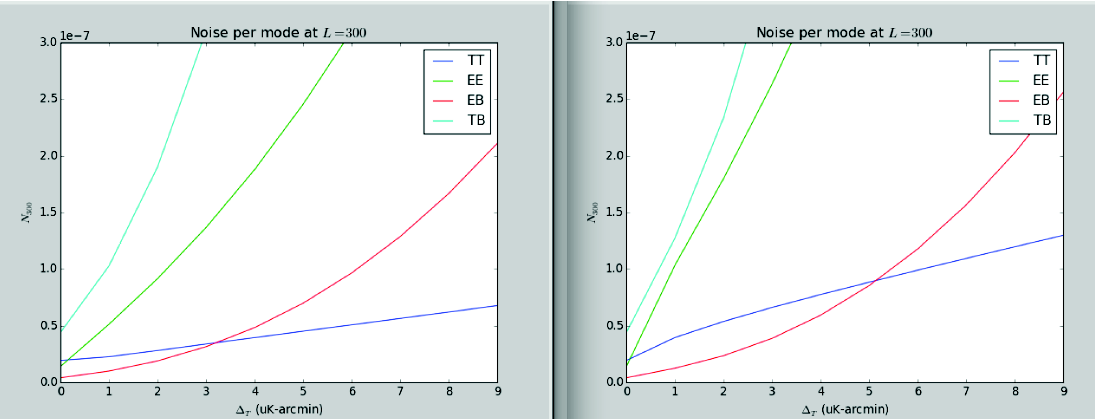 Noise per mode at L=300
1e−7
3.0
2.5
2.0
1.5
1.0
0.5
0.0
N300
TT
EE
EB
TB
0 1 2 3 4 5 6 7 8 9
ΔT (uK-arcmin)
Noise per mode at L=300
1e−7
3.0
2.5
2.0
1.5
1.0
0.5
0.0
N300
TT
EE
EB
TB
0 1 2 3 4 5 6 7 8 9
ΔT (uK-arcmin)